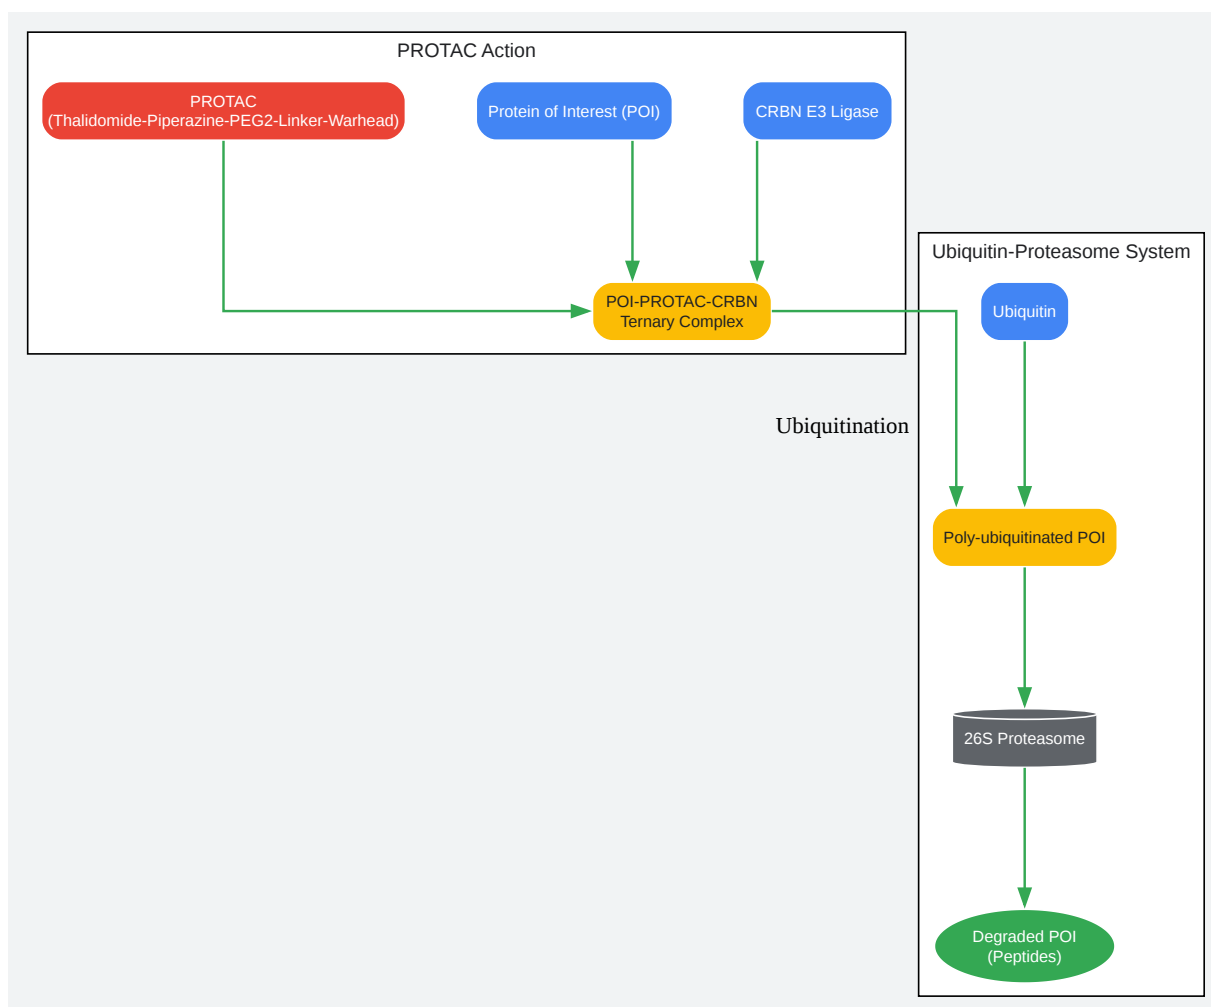 PROTAC Action
PROTAC
(Thalidomide-Piperazine-PEG2-Linker-Warhead)
Protein of Interest (POI)
CRBN E3 Ligase
POI-PROTAC-CRBN
Ternary Complex
Ubiquitin-Proteasome System
Ubiquitin
Ubiquitination
Poly-ubiquitinated POI
26S Proteasome
Degraded POI
(Peptides)